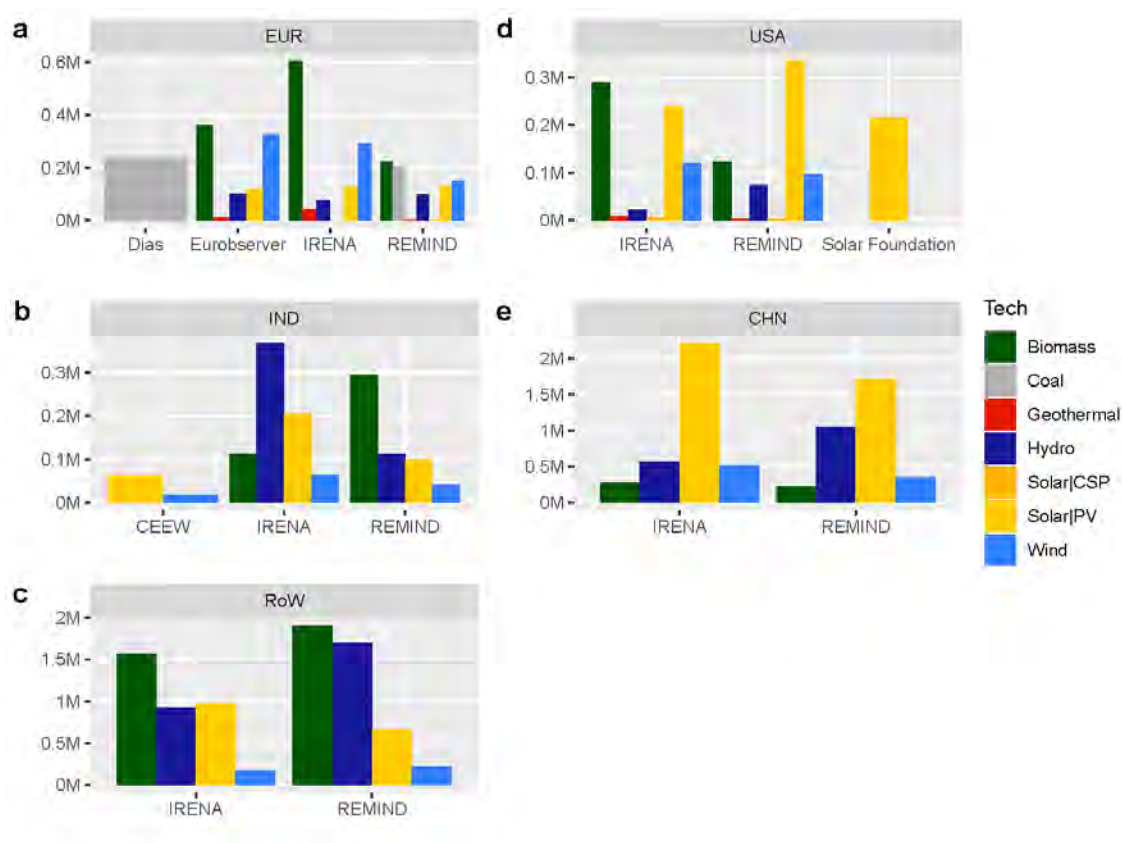 a
EUR
0.6M
0.4M
0.2M
0M
Dias Eurobserver IRENA REMIND
d
USA
0.3M
0.2M
0.1M
0M
IRENA REMIND Solar Foundation
b
IND
0.3M
0.2M
0.1M
0M
CEEW IRENA REMIND
e
CHN
2M
1.5M
1M
0.5M
0M
IRENA REMIND
Tech
Biomass
Coal
Geothermal
Hydro
Solar|CSP
Solar|PV
Wind
c
RoW
2M
1.5M
1M
0.5M
0M
IRENA REMIND